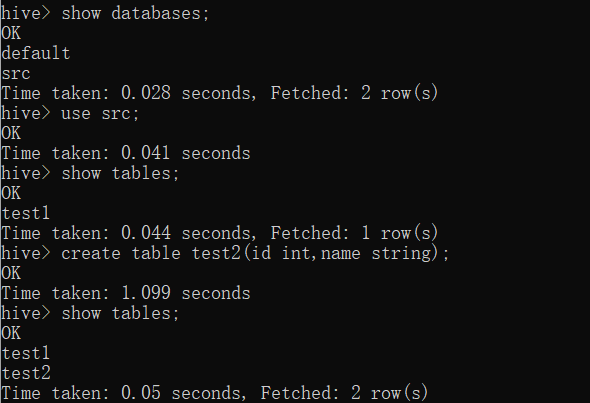 hive> show databases;
OK
default
src
Time taken: 0.028 seconds, Fetched: 2 row(s)
hive> use src;
OK
Time taken: 0.041 seconds
hive> show tables;
OK
test1
Time taken: 0.044 seconds, Fetched: 1 row(s)
hive> create table test2(id int,name string);
OK
Time taken: 1.099 seconds
hive> show tables;
OK
test1
test2
Time taken: 0.05 seconds, Fetched: 2 row(s)